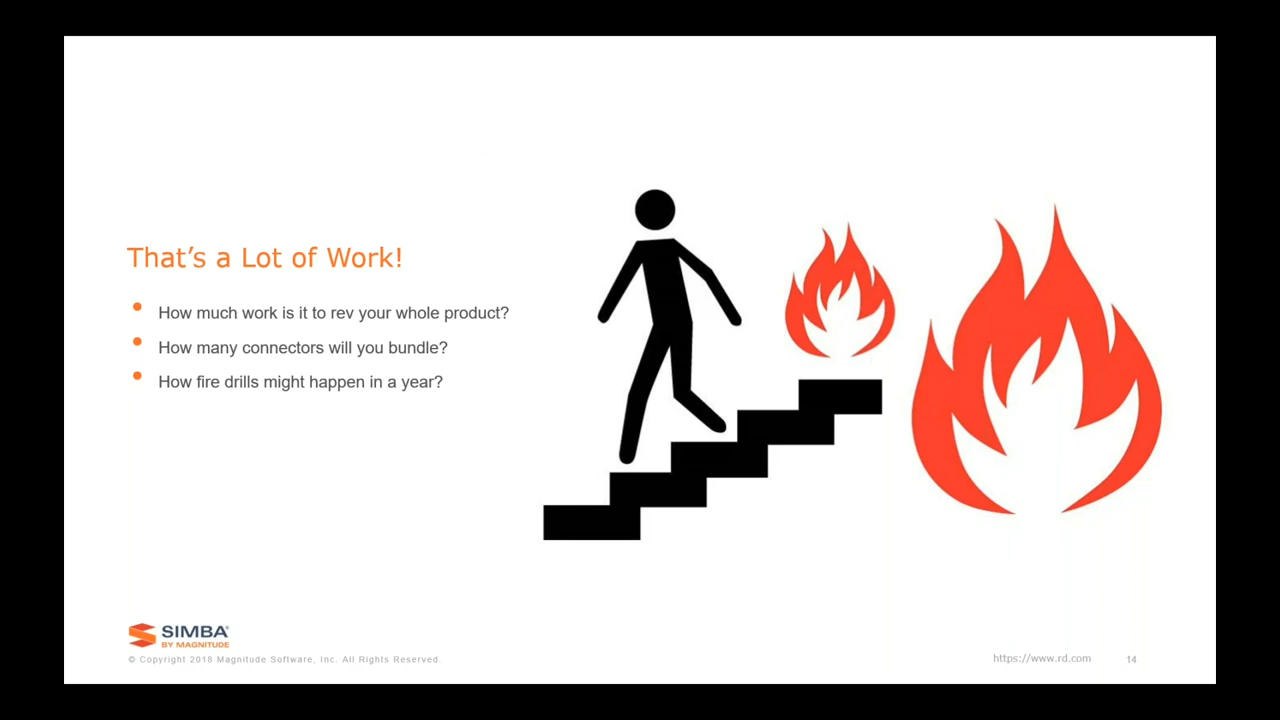 That's a Lot of Work!
How much work is it to rev your whole product?
How many connectors will you bundle?
How fire drills might happen in a year?
SIMBA
BY MAGNITUDE
© Copyright 2018 Magnitude Software, Inc. All Rights Reserved.
https://www.rd.com
14